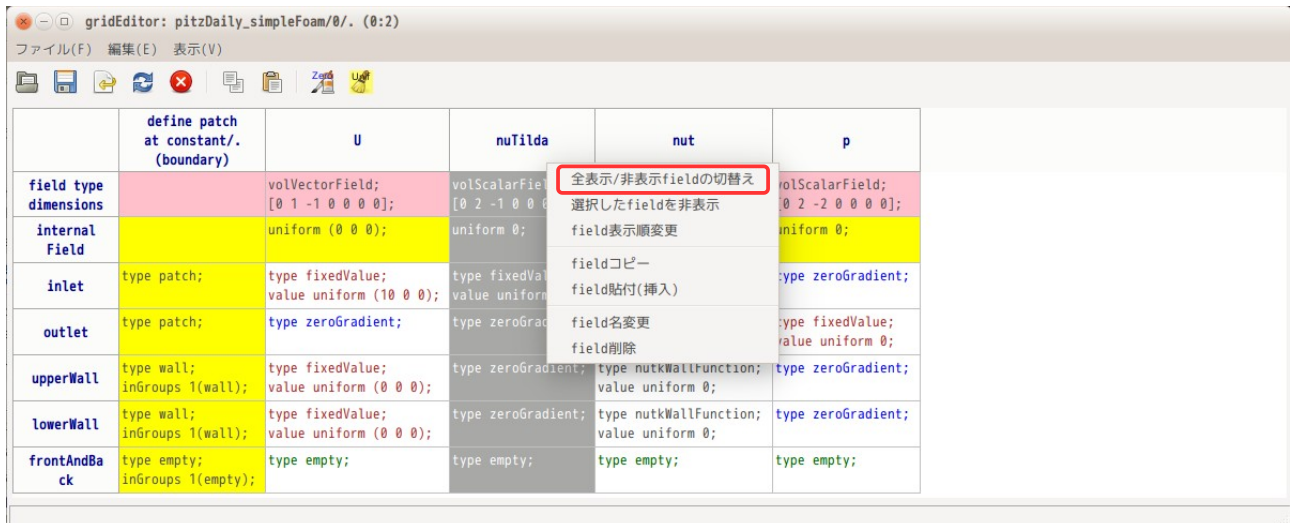 gridEditor: pitzDaily_simpleFoam/0/. (0:2)
ファイル(F) 編集(E) 表示(V)
Zero
define patch
at constant/.
(boundary)
U
nuTilda
nut
p
field type
dimensions
volVectorField;
[0 1 -1 0 0 0 0];
volScalarFiel
[0 2 -1 0 0 0
volScalarField;
[0 2 -2 0 0 0 0];
internal
Field
uniform (0 0 0);
uniform 0;
uniform 0;
inlet
type patch;
type fixedValue;
value uniform (10 0 0);
type fixedVal
value uniform
type zeroGradient;
outlet
type patch;
type zeroGradient;
type zeroGrad
type fixedValue;
value uniform 0;
upperWall
type wall;
inGroups 1(wall);
type fixedValue;
value uniform (0 0 0);
type zeroGradient;
type nutkWallFunction;
value uniform 0;
type zeroGradient;
lowerWall
type wall;
inGroups 1(wall);
type fixedValue;
value uniform (0 0 0);
type zeroGradient;
type nutkWallFunction;
value uniform 0;
type zeroGradient;
frontAndBa
ck
type empty;
inGroups 1(empty);
type empty;
type empty;
type empty;
type empty;
全表示/非表示fieldの切替え
選択したfieldを非表示
field表示順変更
fieldコピー
field貼付(挿入)
field名変更
field削除